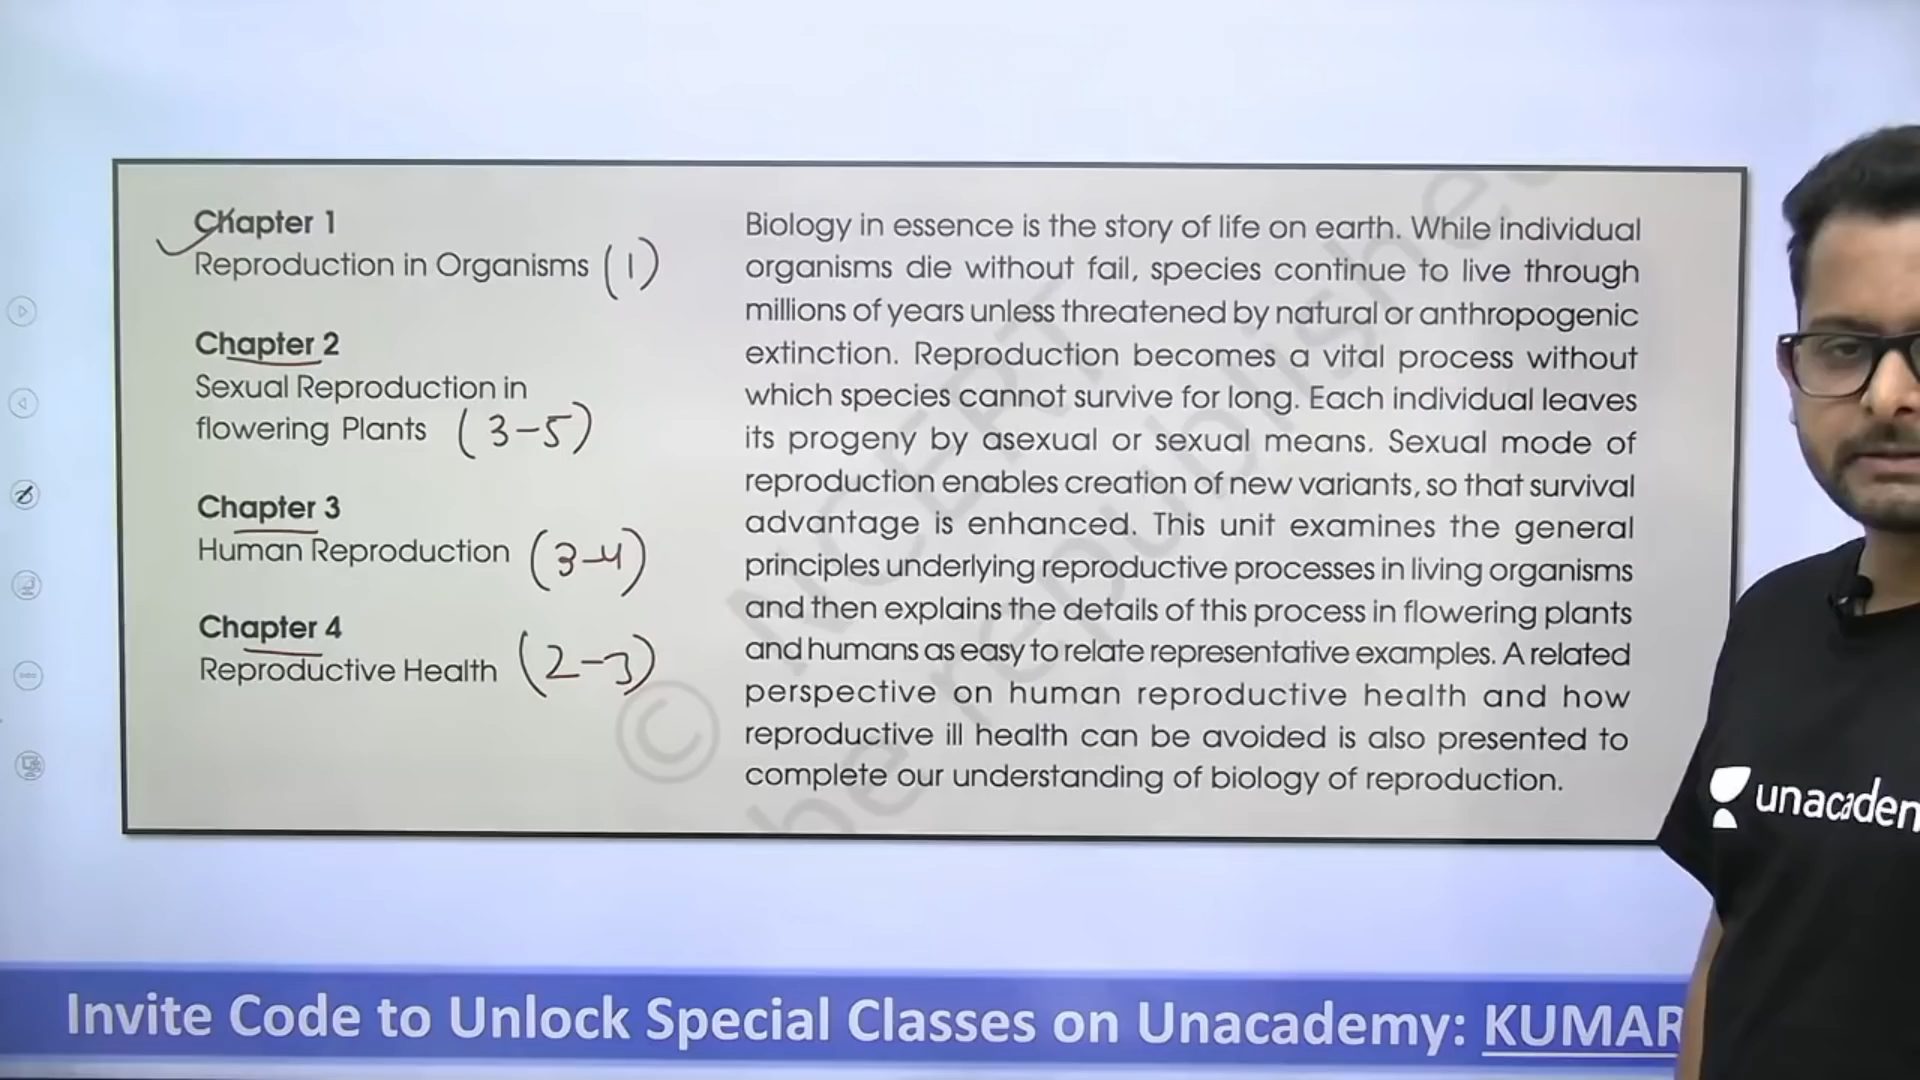 Chapter 1
Reproduction in Organisms (1)
Chapter 2
Sexual Reproduction in
flowering Plants (3-5)
Chapter 3
Human Reproduction (3-4)
Chapter 4
Reproductive Health (2-3)
Biology in essence is the story of life on earth. While individual
organisms die without fail, species continue to live through
millions of years unless threatened by natural or anthropogenic
extinction. Reproduction becomes a vital process without
which species cannot survive for long. Each individual leaves
its progeny by asexual or sexual means. Sexual mode of
reproduction enables creation of new variants, so that survival
advantage is enhanced. This unit examines the general
principles underlying reproductive processes in living organisms
and then explains the details of this process in flowering plants
and humans as easy to relate representative examples. A related
perspective on human reproductive health and how
reproductive ill health can be avoided is also presented to
complete our understanding of biology of reproduction.
© NCERT
be republished
unacadem
Invite Code to Unlock Special Classes on Unacademy: KUMAR